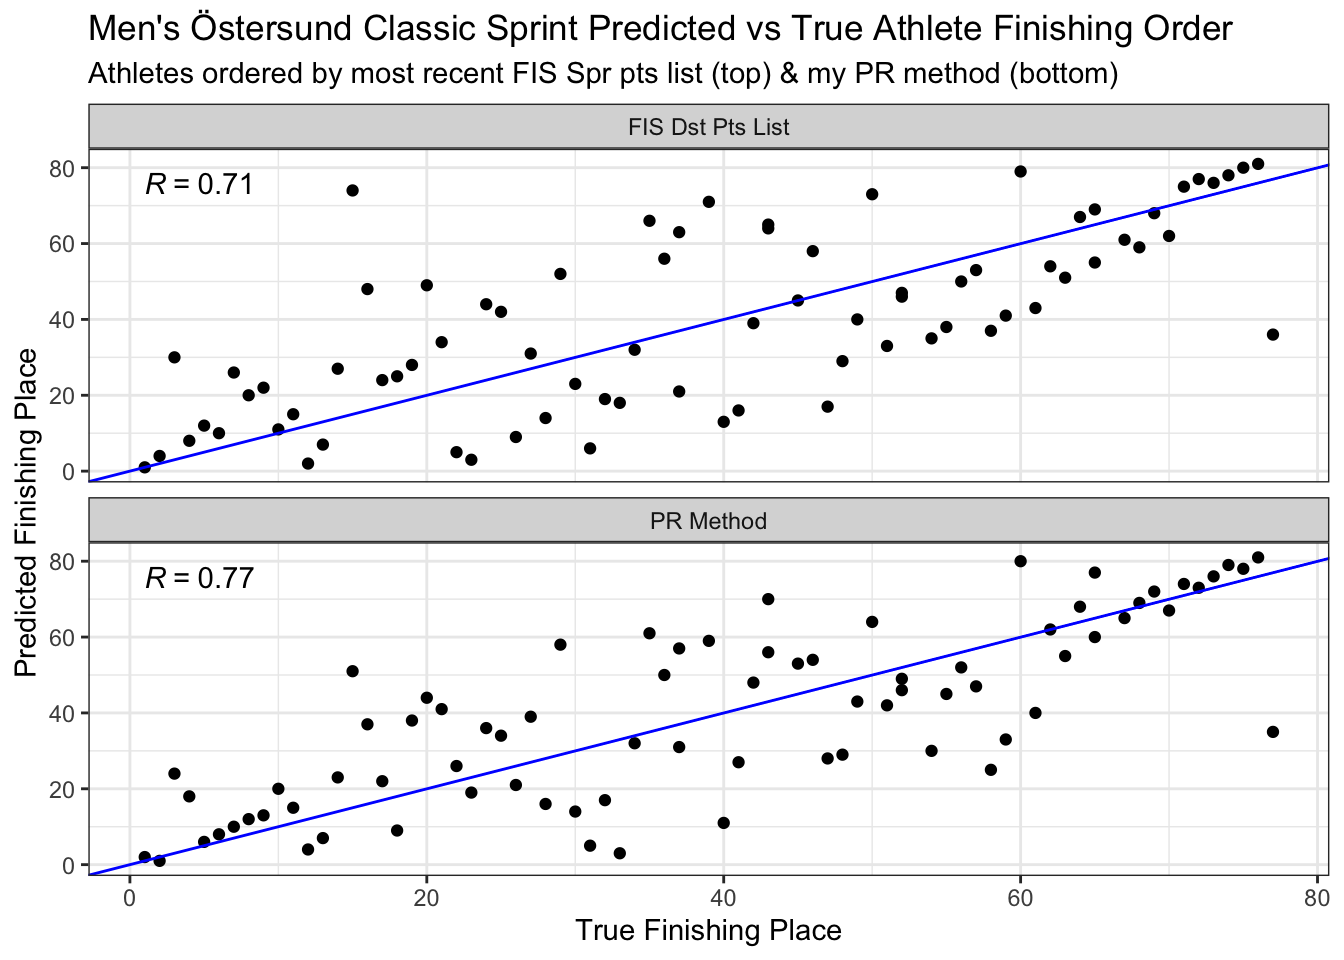 Men's Östersund Classic Sprint Predicted vs True Athlete Finishing Order
Athletes ordered by most recent FIS Spr pts list (top) & my PR method (bottom)
FIS Dst Pts List
R = 0.71
80
60
40
20
0
PR Method
R = 0.77
80
60
40
20
0
Predicted Finishing Place
0 20 40 60 80
True Finishing Place